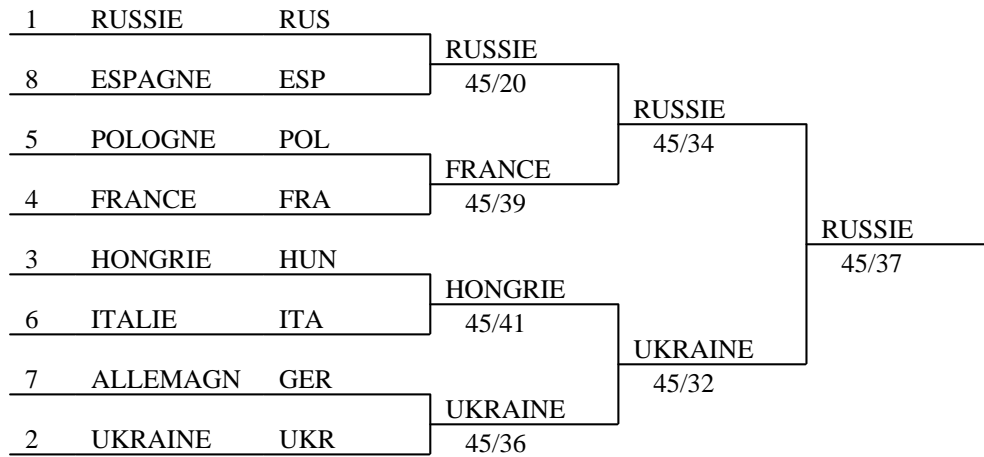 1 RUSSIE RUS
RUSSIE
8 ESPAGNE ESP
45/20
RUSSIE
5 POLOGNE POL
45/34
FRANCE
4 FRANCE FRA
45/39
RUSSIE
3 HONGRIE HUN
45/37
HONGRIE
6 ITALIE ITA
45/41
UKRAINE
7 ALLEMAGN GER
45/32
UKRAINE
2 UKRAINE UKR
45/36